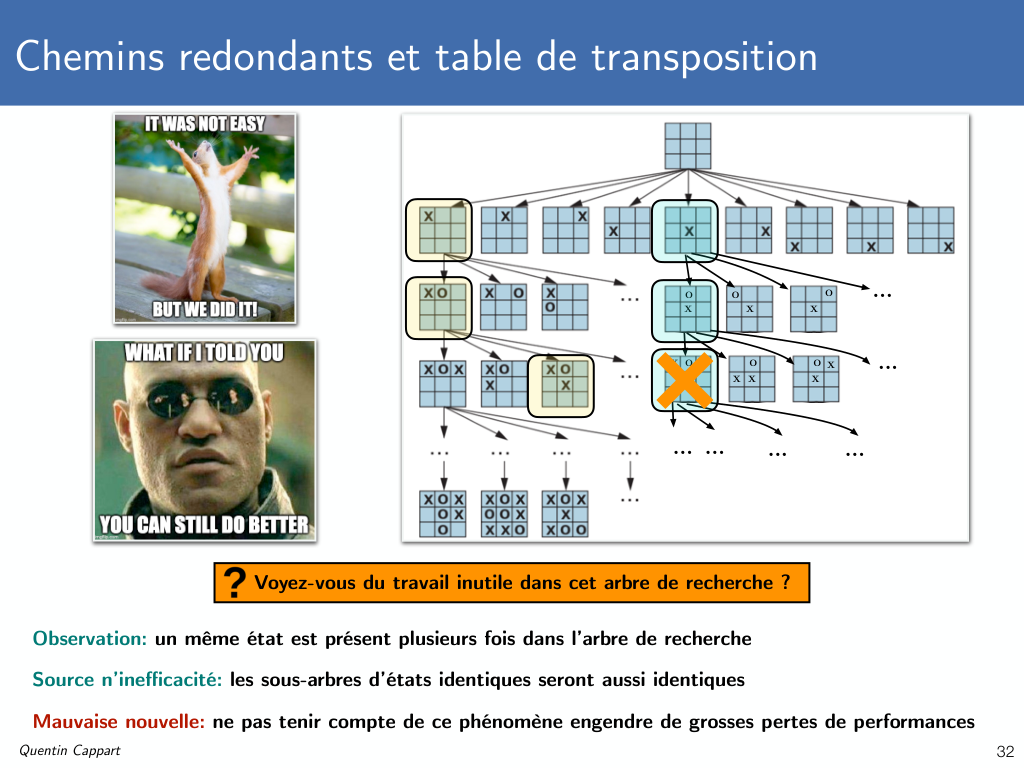 Chemins redondants et table de transposition
IT WAS NOT EASY
BUT WE DID IT!
WHAT IF I TOLD YOU
YOU CAN STILL DO BETTER
X X X X X X X X X
X O X O X O ... O X O X O X ...
X O X X O X X O X ... O O X X O X X ...
... ... ... ... ... ... ... ...
X O X O X O X O X O O X X X O X O X X O O ...
? Voyez-vous du travail inutile dans cet arbre de recherche ?
Observation: un même état est présent plusieurs fois dans l'arbre de recherche
Source n'inefficacité: les sous-arbres d'états identiques seront aussi identiques
Mauvaise nouvelle: ne pas tenir compte de ce phénomène engendre de grosses pertes de performances
Quentin Cappart
32